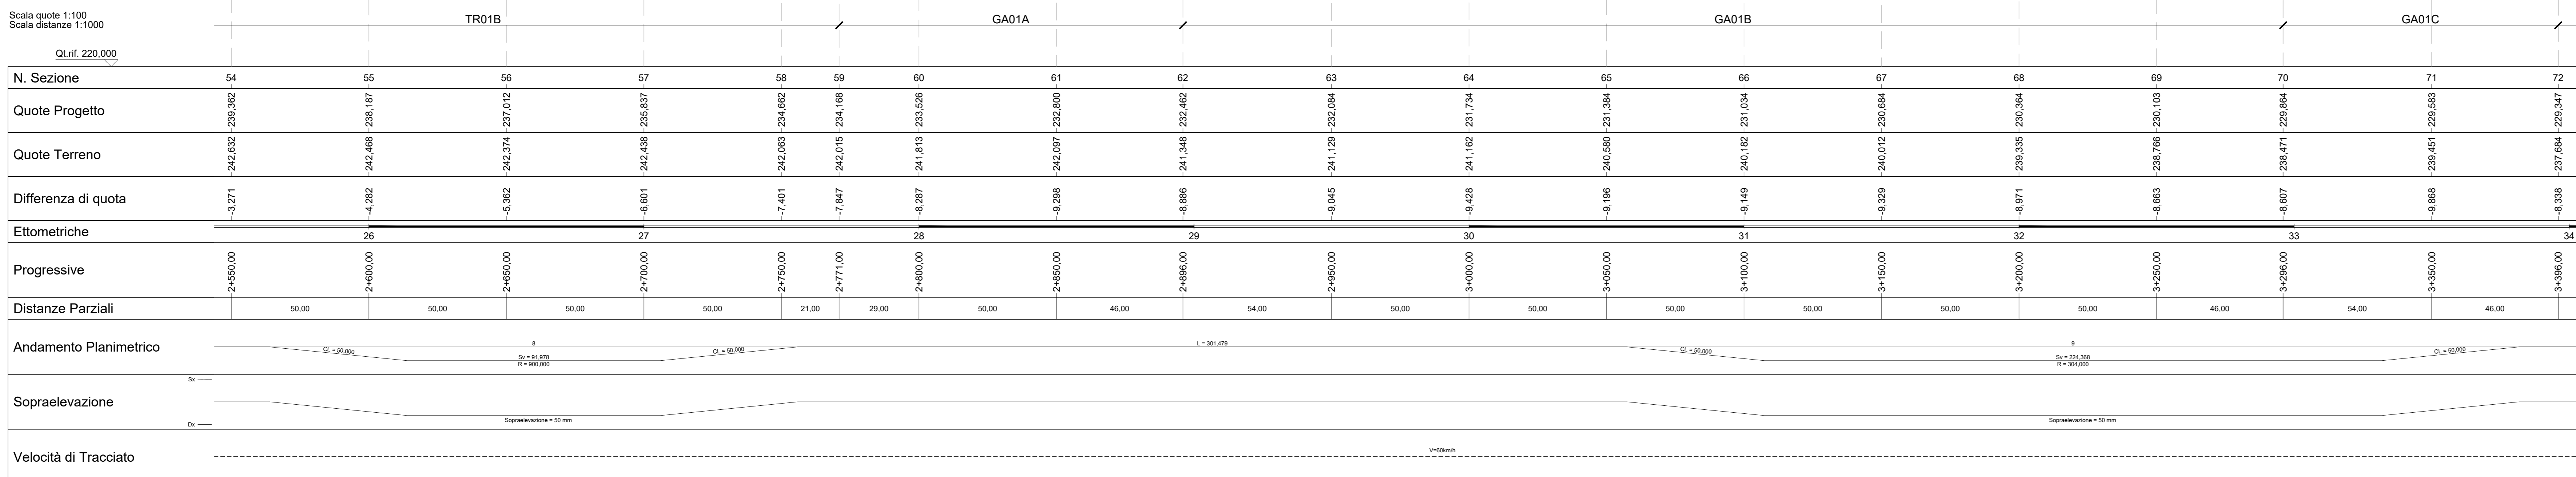 Scala quote 1:100
Scala distanze 1:1000
TR01B GA01A GA01B GA01C
Qt.rif. 220,000
N. Sezione 54 55 56 57 58 59 60 61 62 63 64 65 66 67 68 69 70 71 72
Quote Progetto 239,362 238,187 237,012 235,837 234,662 234,168 233,526 232,800 232,462 232,084 231,734 231,384 231,034 230,684 230,364 230,103 229,864 229,583 229,347
Quote Terreno 242,632 242,468 242,374 242,438 242,063 242,015 241,813 242,097 241,348 241,129 241,162 240,580 240,182 240,012 239,335 238,766 238,471 239,451 237,684
Differenza di quota -3,271 -4,282 -5,362 -6,601 -7,401 -7,847 -8,287 -9,298 -8,886 -9,045 -9,428 -9,196 -9,149 -9,329 -8,971 -8,663 -8,607 -9,868 -8,338
Ettometriche 26 27 28 29 30 31 32 33 34
Progressive 2+550,00 2+600,00 2+650,00 2+700,00 2+750,00 2+771,00 2+800,00 2+850,00 2+896,00 2+950,00 3+000,00 3+050,00 3+100,00 3+150,00 3+200,00 3+250,00 3+296,00 3+350,00 3+396,00
Distanze Parziali 50,00 50,00 50,00 50,00 21,00 29,00 50,00 46,00 54,00 50,00 50,00 50,00 50,00 50,00 50,00 46,00 54,00 46,00
Andamento Planimetrico CL = 50,000 8 CL = 50,000 L = 301,479 CL = 50,000 9 CL = 50,000
Sv = 91,978 Sv = 224,368
R = 900,000 R = 304,000
Sx
Sopraelevazione
Sopraelevazione = 50 mm Sopraelevazione = 50 mm
Dx
Velocità di Tracciato V=60km/h